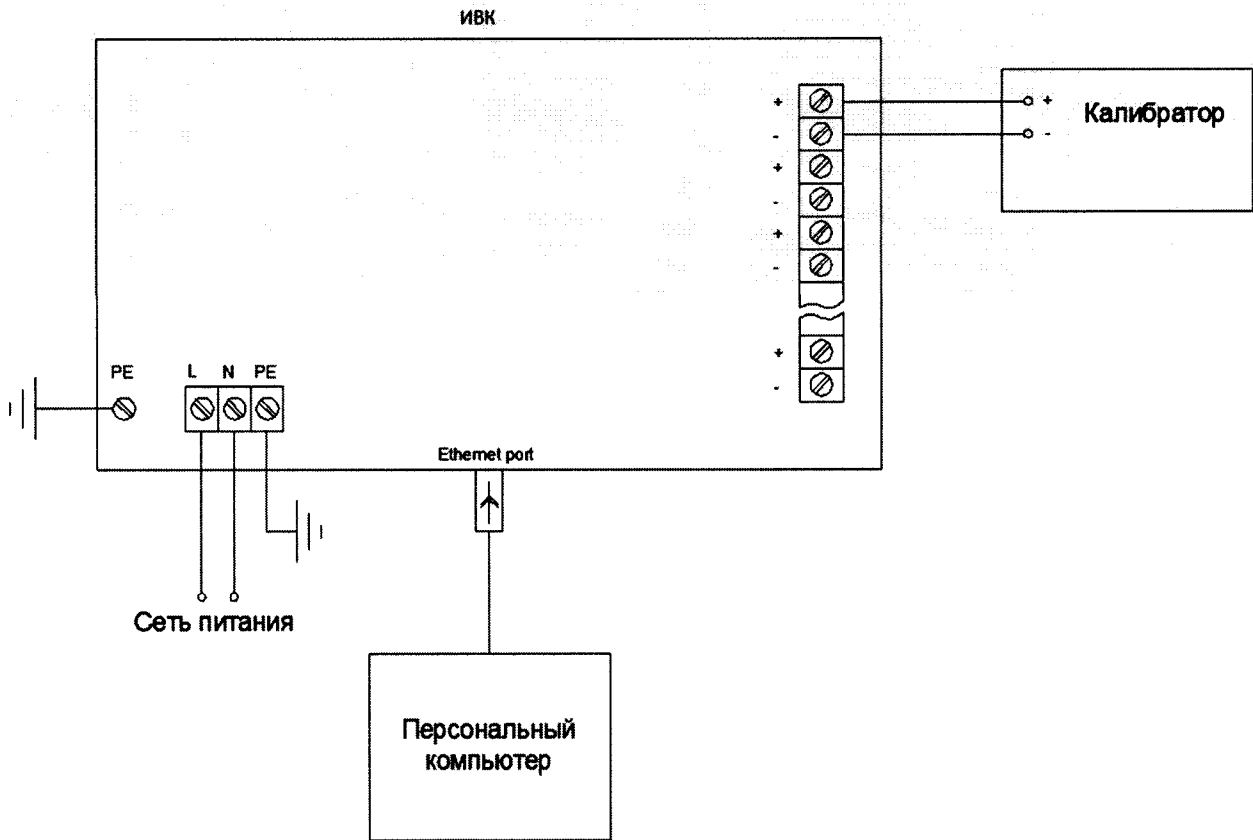 ИВК
+
-
+
-
+
-
+
-
+
-
Калибратор
PE
L N PE
Ethernet port
Сеть питания
Персональный
компьютер